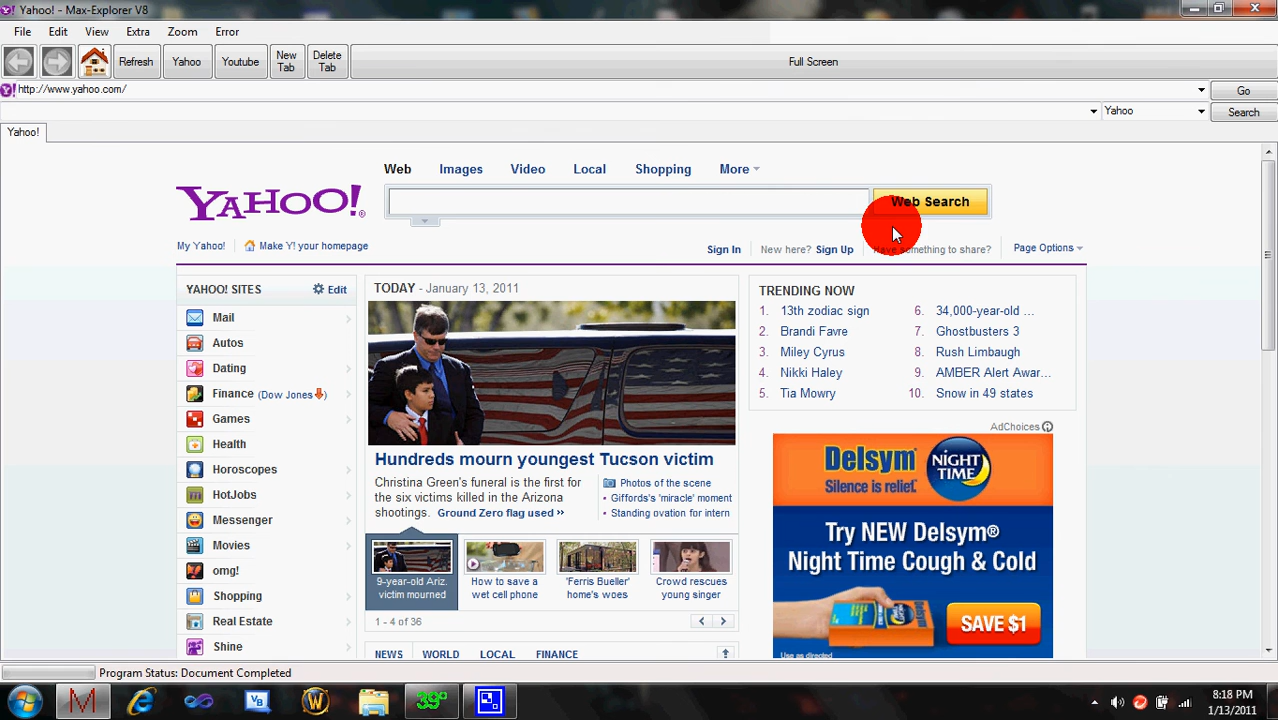 Yahoo! - Max-Explorer V8
File Edit View Extra Zoom Error
Refresh
Yahoo
Youtube
New
Tab
Delete
Tab
Full Screen
http://www.yahoo.com/
Go
Yahoo
Search
Yahoo!
Web Images Video Local Shopping More
YAHOO!
Web Search
My Yahoo! Make Y! your homepage
Sign In New here? Sign Up Have something to share? Page Options
YAHOO! SITES Edit
Mail
Autos
Dating
Finance (Dow Jones)
Games
Health
Horoscopes
HotJobs
Messenger
Movies
omg!
Shopping
Real Estate
Shine
TODAY - January 13, 2011
Hundreds mourn youngest Tucson victim
Christina Green's funeral is the first for
the six victims killed in the Arizona
shootings. Ground Zero flag used »
Photos of the scene
• Giffords's 'miracle' moment
• Standing ovation for intern
9-year-old Ariz.
victim mourned
How to save a
wet cell phone
'Ferris Bueller'
home's woes
Crowd rescues
young singer
1 - 4 of 36
NEWS WORLD LOCAL FINANCE
TRENDING NOW
1. 13th zodiac sign
2. Brandi Favre
3. Miley Cyrus
4. Nikki Haley
5. Tia Mowry
6. 34,000-year-old ...
7. Ghostbusters 3
8. Rush Limbaugh
9. AMBER Alert Awar...
10. Snow in 49 states
AdChoices
Delsym
Silence is relief.
NIGHT
TIME
Try NEW Delsym®
Night Time Cough & Cold
SAVE $1
Use as directed
Program Status: Document Completed
M
VB
W
39°
8:18 PM
1/13/2011